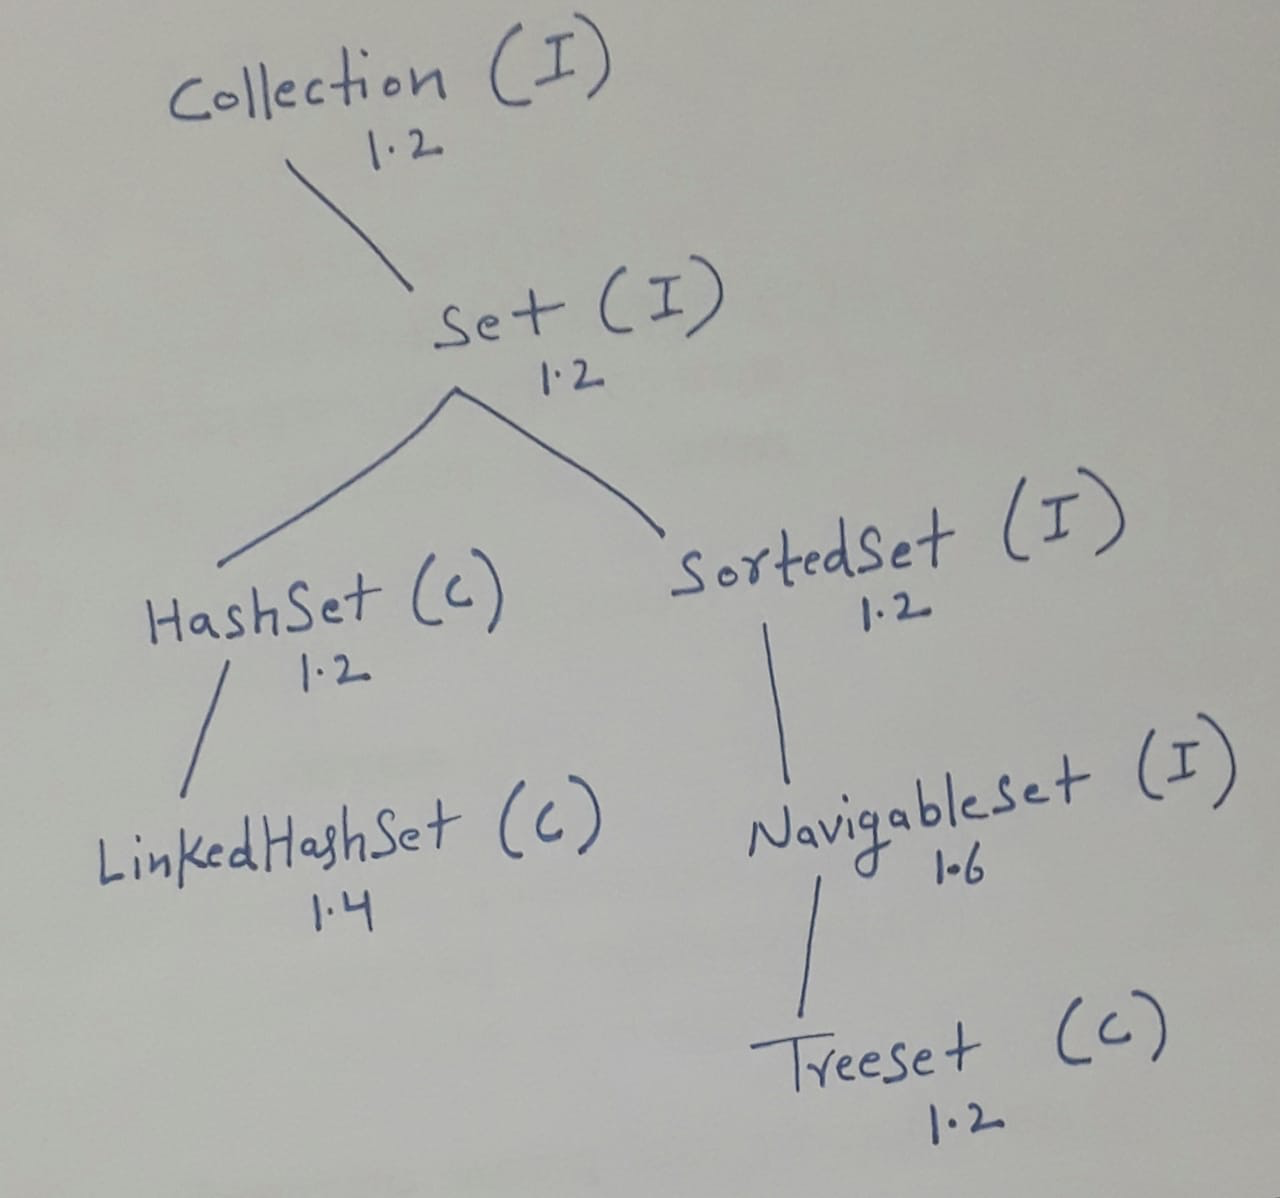 Collection (I)
1.2
Set (I)
1.2
HashSet (C)
1.2
SortedSet (I)
1.2
LinkedHashSet (C)
1.4
Navigableset (I)
1.6
Treeset (C)
1.2